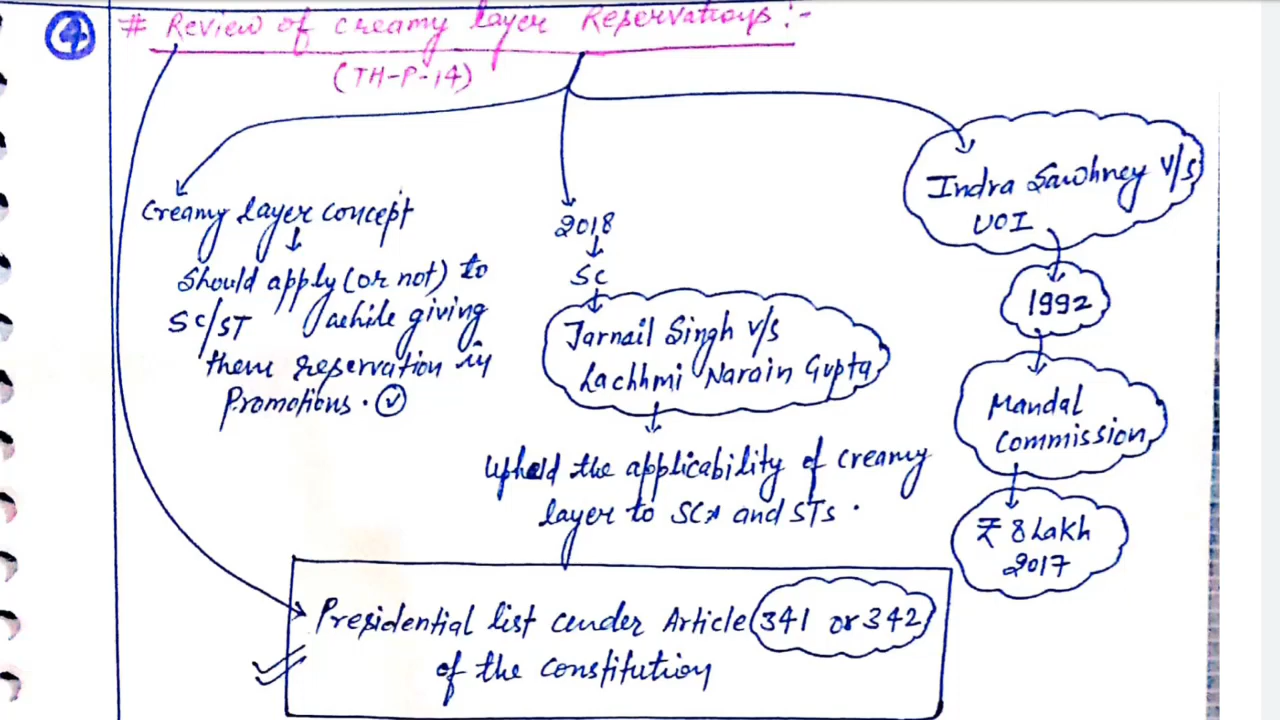 4
# Review of creamy layer Reservations :-
(TH-P-14)
Creamy layer concept
Should apply (or not) to
SC/ST while giving
them reservation in
Promotions.
2018
SC
Jarnail Singh v/s
Lachhmi Narain Gupta
Upheld the applicability of creamy
layer to SCs and STs.
Indra Sawhney v/s
UOI
1992
Mandal
Commission
₹ 8 Lakh
2017
Presidential list under Article 341 or 342
of the constitution